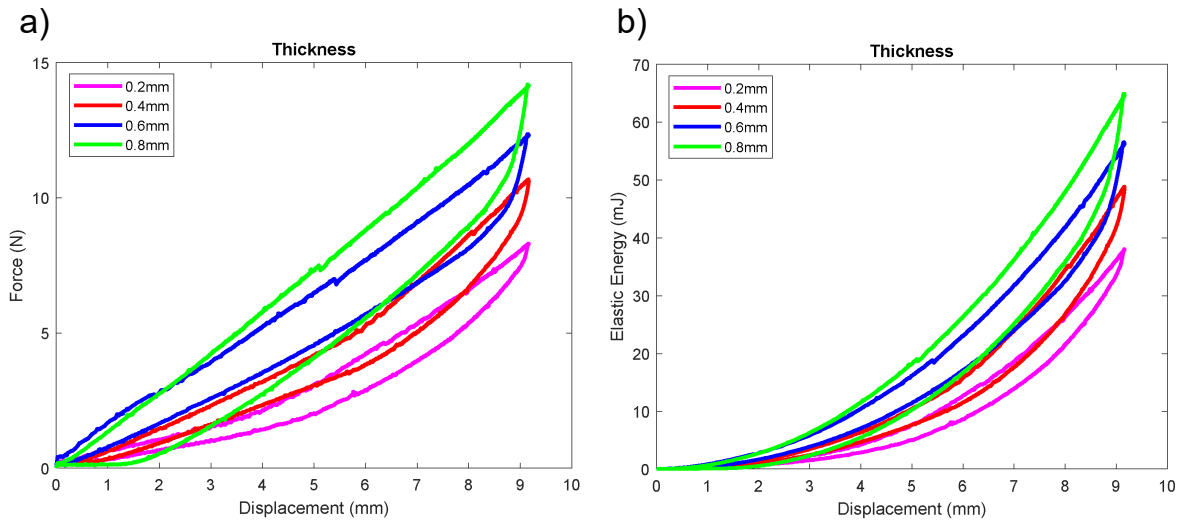 a)
Thickness
15
10
5
0
Force (N)
0.2mm
0.4mm
0.6mm
0.8mm
0 1 2 3 4 5 6 7 8 9 10
Displacement (mm)
b)
Thickness
70
60
50
40
30
20
10
0
Elastic Energy (mJ)
0.2mm
0.4mm
0.6mm
0.8mm
0 1 2 3 4 5 6 7 8 9 10
Displacement (mm)